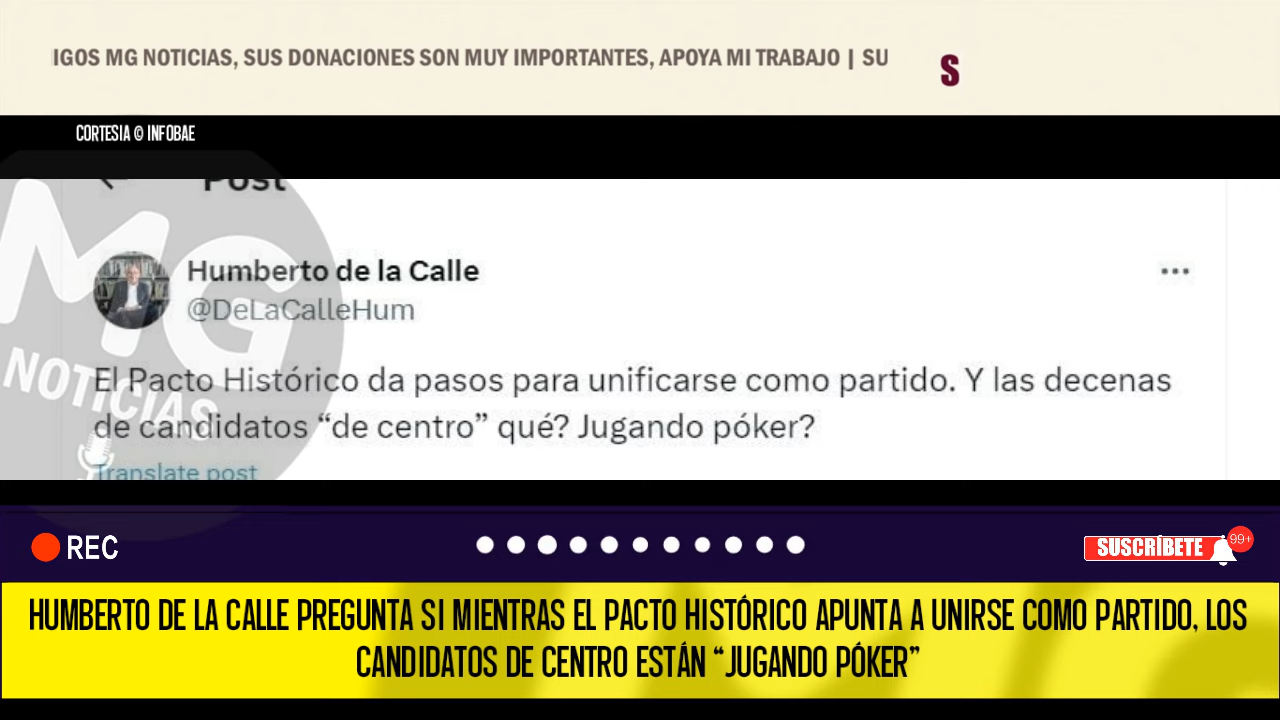 IGOS MG NOTICIAS, SUS DONACIONES SON MUY IMPORTANTES, APOYA MI TRABAJO | SU
S
CORTESIA © INFOBAE
Post
MG
NOTICIAS
Humberto de la Calle
@DeLaCalleHum
El Pacto Histórico da pasos para unificarse como partido. Y las decenas
de candidatos “de centro” qué? Jugando póker?
Translate post
REC
SUSCRÍBETE
99+
HUMBERTO DE LA CALLE PREGUNTA SI MIENTRAS EL PACTO HISTÓRICO APUNTA A UNIRSE COMO PARTIDO, LOS
CANDIDATOS DE CENTRO ESTÁN “JUGANDO PÓKER”